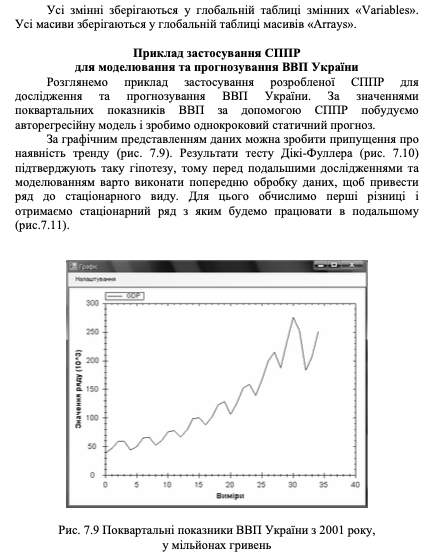 Усі змінні зберігаються у глобальній таблиці змінних «Variables».
Усі масиви зберігаються у глобальній таблиці масивів «Arrays».
Приклад застосування СППР
для моделювання та прогнозування ВВП України
Розглянемо приклад застосування розробленої СППР для
дослідження та прогнозування ВВП України. За значеннями
поквартальних показників ВВП за допомогою СППР побудуємо
авторегресійну модель і зробимо однокроковий статичний прогноз.
За графічним представленням даних можна зробити припущення про
наявність тренду (рис. 7.9). Результати тесту Дікі-Фуллера (рис. 7.10)
підтверджують таку гіпотезу, тому перед подальшими дослідженнями та
моделюванням варто виконати попередню обробку даних, щоб привести
ряд до стаціонарного виду. Для цього обчислимо перші різниці і
отримаємо стаціонарний ряд з яким будемо працювати в подальшому
(рис.7.11).
Графік
Налаштування
GDP
300
250
200
150
100
50
0
Значення ряду (10^3)
0 5 10 15 20 25 30 35 40
Виміри
Рис. 7.9 Поквартальні показники ВВП України з 2001 року,
у мільйонах гривень